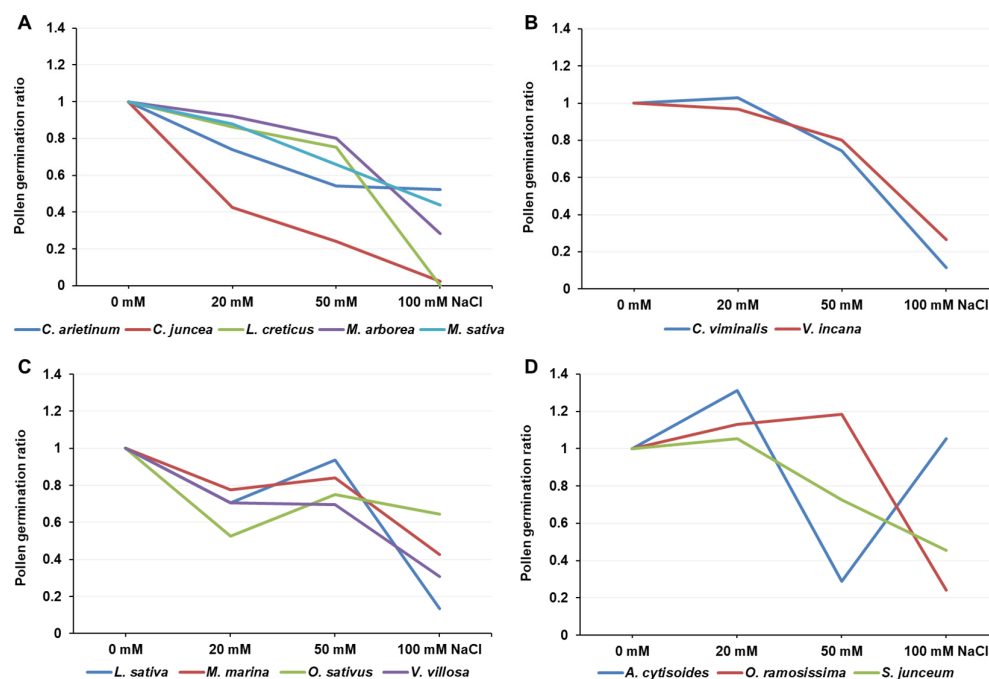 A
Pollen germination ratio
1.4
1.2
1
0.8
0.6
0.4
0.2
0
0 mM 20 mM 50 mM 100 mM NaCl
C. arietinum C. juncea L. creticus M. arborea M. sativa
B
Pollen gemination ratio
1.4
1.2
1
0.8
0.6
0.4
0.2
0
0 mM 20 mM 50 mM 100 mM NaCl
C. viminalis V. incana
C
Pollen germination ratio
1.4
1.2
1
0.8
0.6
0.4
0.2
0
0 mM 20 mM 50 mM 100 mM NaCl
L. sativa M. marina O. sativus V. villosa
D
Pollen germination ratio
1.4
1.2
1
0.8
0.6
0.4
0.2
0
0 mM 20 mM 50 mM 100 mM NaCl
A. cytisoides O. ramosissima S. junceum